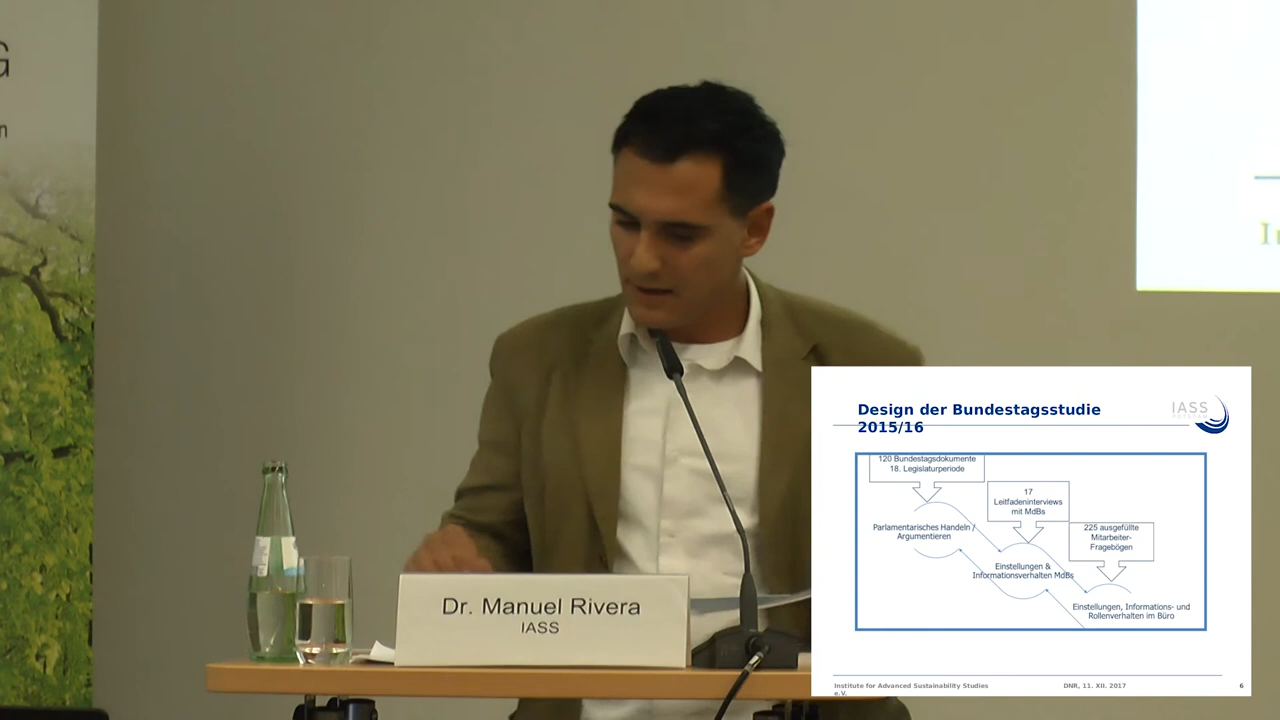 G
n
Dr. Manuel Rivera
IASS
Design der Bundestagsstudie
2015/16
IASS
POTSDAM
120 Bundestagsdokumente
18. Legislaturperiode
17
Leitfadeninterviews
mit MdBs
225 ausgefüllte
Mitarbeiter-
Fragebögen
Parlamentarisches Handeln /
Argumentieren
Einstellungen &
Informationsverhalten MdBs
Einstellungen, Informations- und
Rollenverhalten im Büro
Institute for Advanced Sustainability Studies
e.V.
DNR, 11. XII. 2017
6